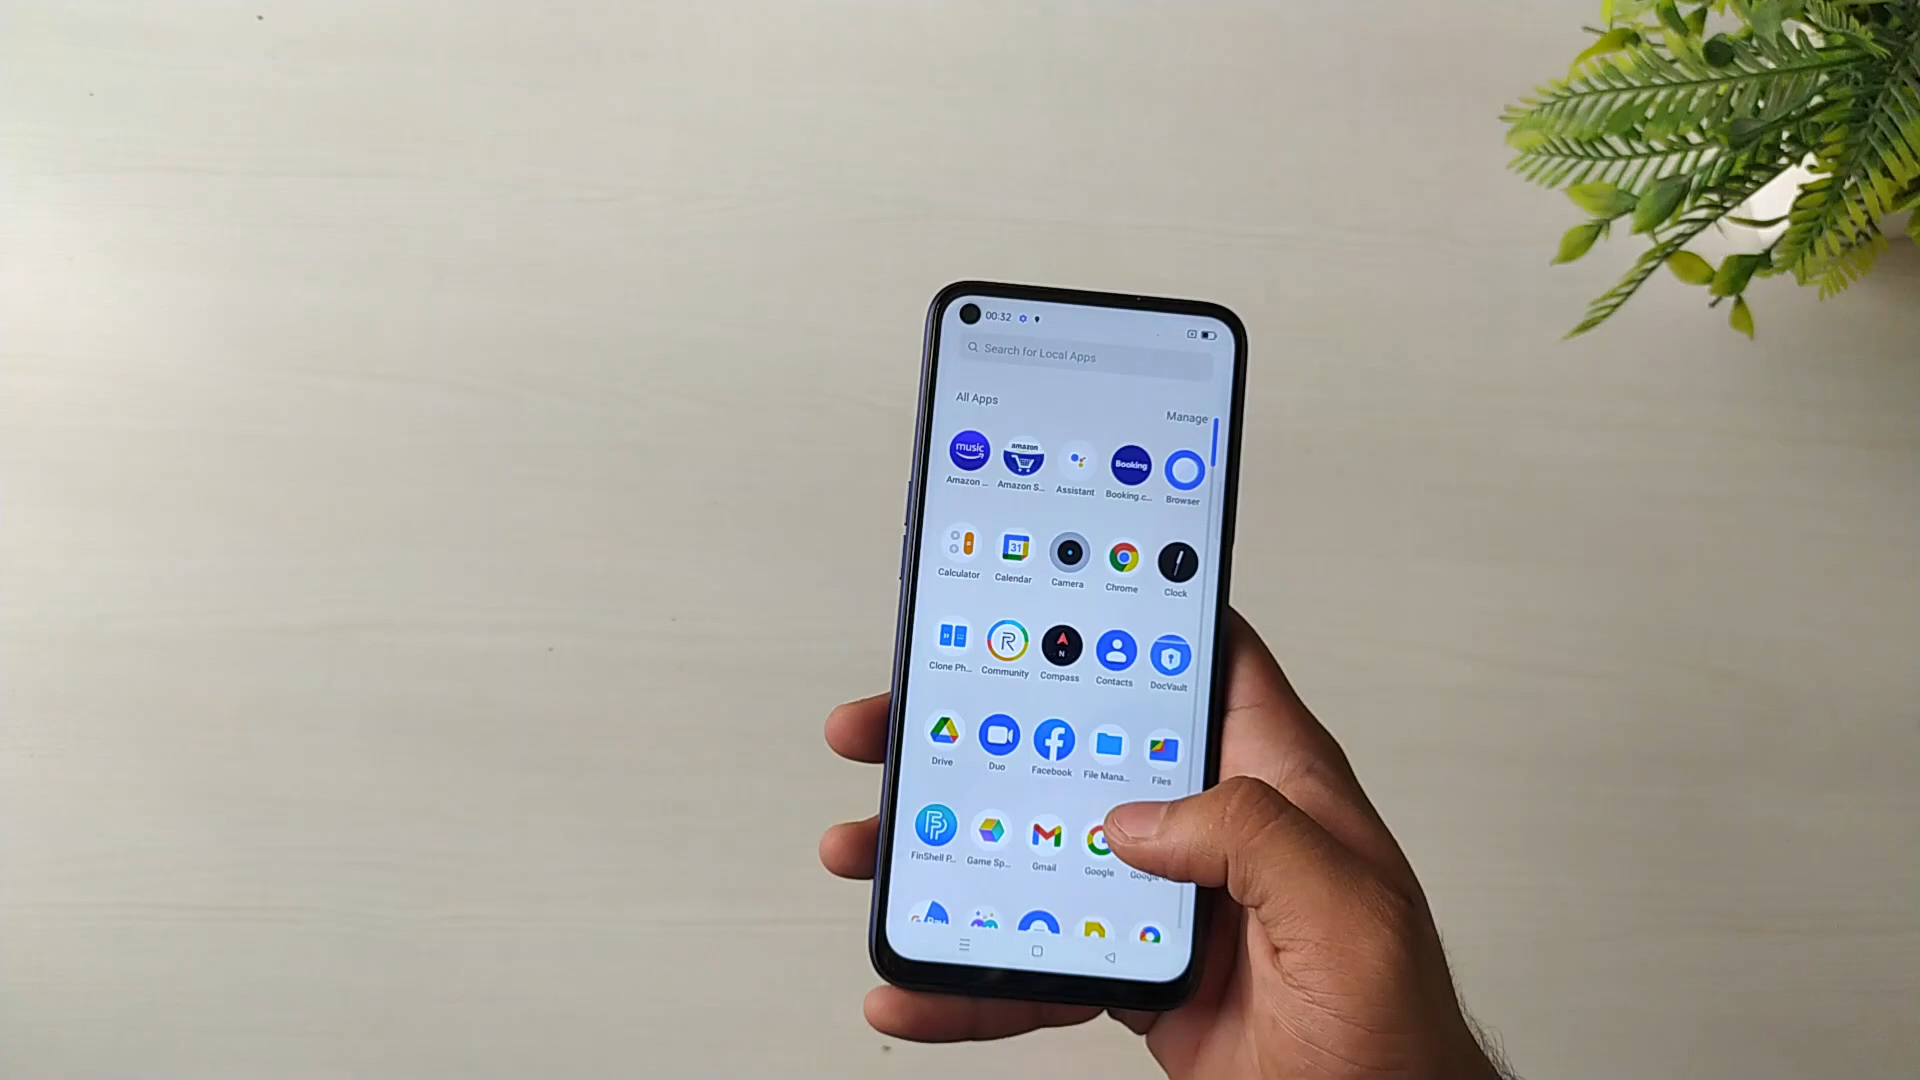 00:32
Search for Local Apps
All Apps
Manage
music
amazon
Booking
Amazon ...
Amazon S...
Assistant
Booking.c...
Browser
31
Calculator
Calendar
Camera
Chrome
Clock
N
Clone Ph...
Community
Compass
Contacts
DocVault
Drive
Duo
Facebook
File Mana...
Files
FinShell P...
Game Sp...
Gmail
Google
Google